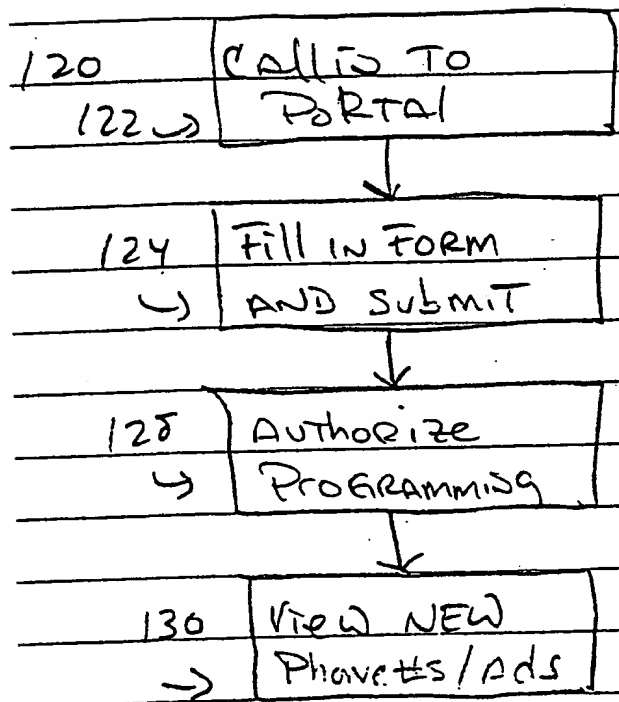 120 CAllin TO
122 PORTAl
124 Fill IN FORM
AND SUbmiT
128 AUThoRize
PrOGRAMMiNG
130 View NEW
Phone #s / Ads